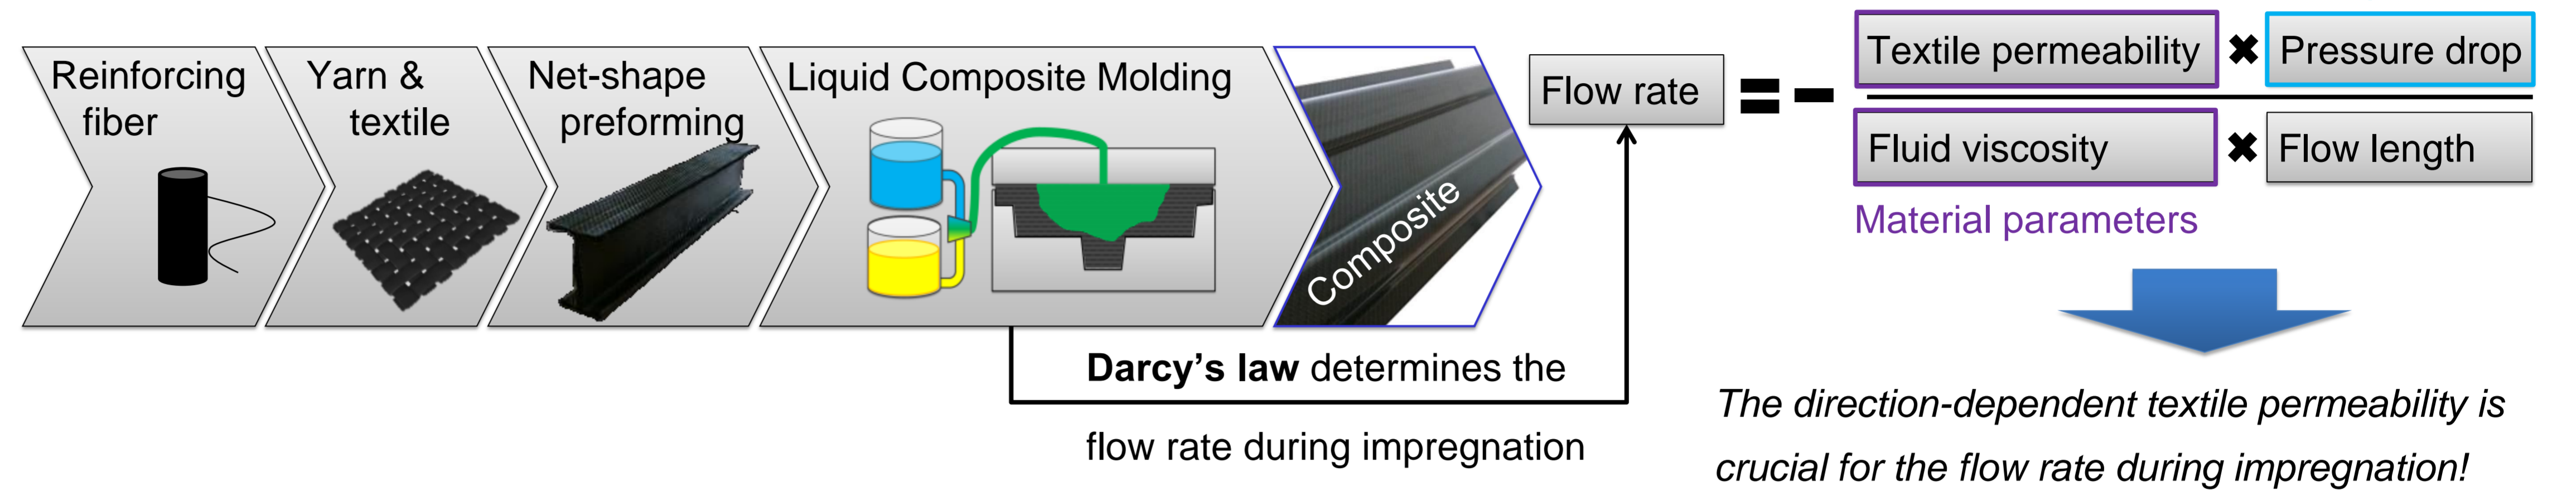 Reinforcing
fiber
Yarn &
textile
Net-shape
preforming
Liquid Composite Molding
Composite
Darcy's law determines the
flow rate during impregnation
Flow rate = −
Textile permeability ✖ Pressure drop
Fluid viscosity ✖ Flow length
Material parameters
The direction-dependent textile permeability is
crucial for the flow rate during impregnation!